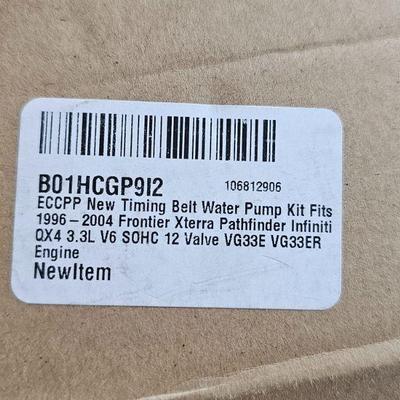 B01HCGP9I2 106812906
ECCPP New Timing Belt Water Pump Kit Fits
1996-2004 Frontier Xterra Pathfinder Infiniti
QX4 3.3L V6 SOHC 12 Valve VG33E VG33ER
Engine
NewItem